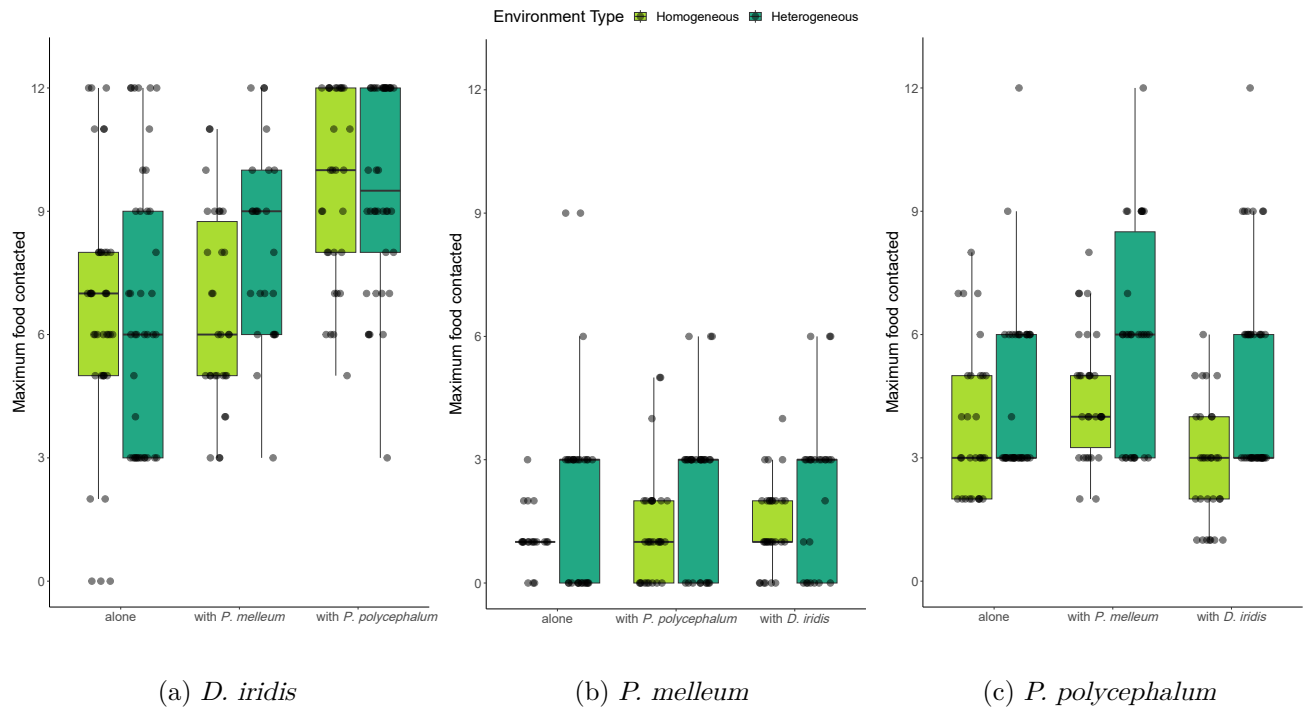 Environment Type Homogeneous Heterogeneous
Maximum food contacted
12
9
6
3
0
alone with P. melleum with P. polycephalum
(a) D. iridis
Maximum food contacted
12
9
6
3
0
alone with P. polycephalum with D. iridis
(b) P. melleum
Maximum food contacted
12
9
6
3
0
alone with P. melleum with D. iridis
(c) P. polycephalum